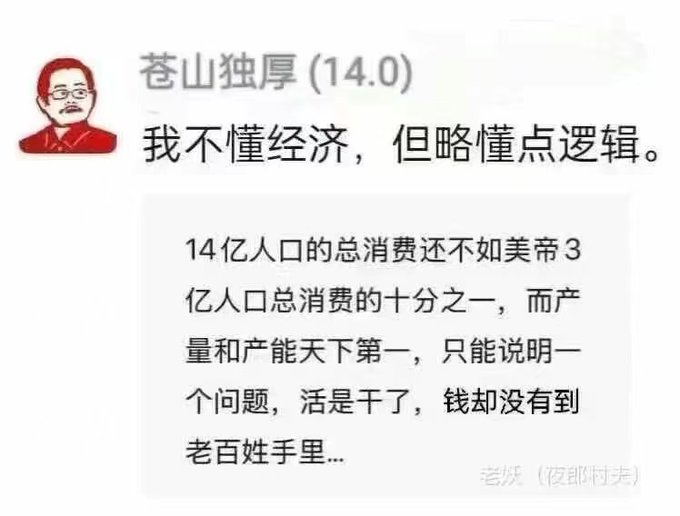 苍山独厚 (14.0)
我不懂经济，但略懂点逻辑。
14亿人口的总消费还不如美帝3
亿人口总消费的十分之一，而产
量和产能天下第一，只能说明一
个问题，活是干了，钱却没有到
老百姓手里...
老妖（夜郎村夫）